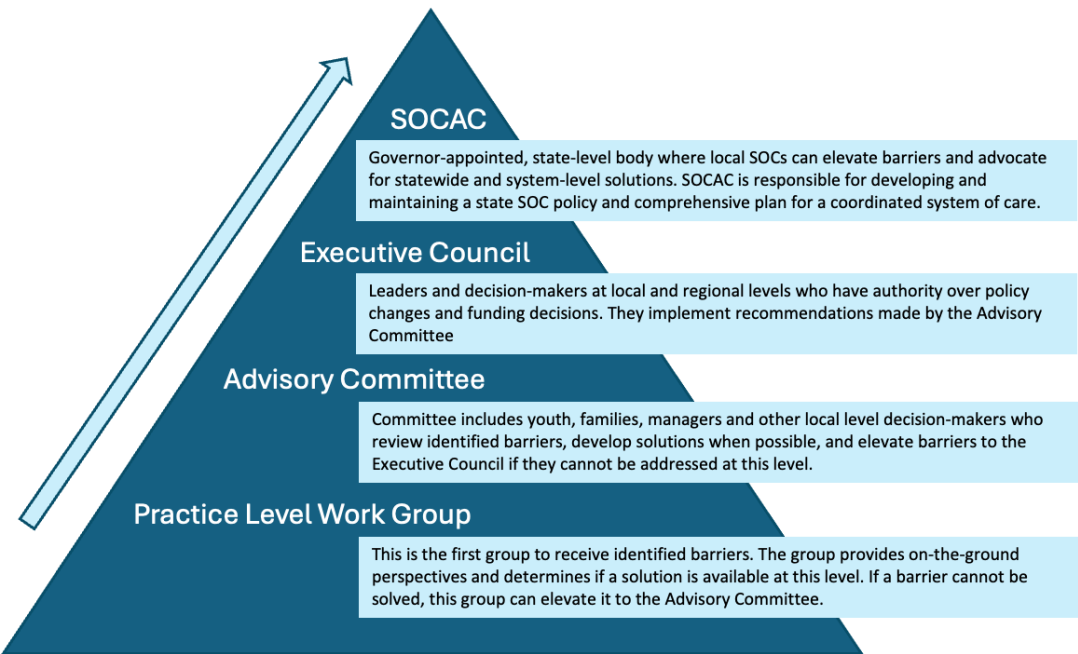 SOCAC
Governor-appointed, state-level body where local SOCs can elevate barriers and advocate
for statewide and system-level solutions. SOCAC is responsible for developing and
maintaining a state SOC policy and comprehensive plan for a coordinated system of care.
Executive Council
Leaders and decision-makers at local and regional levels who have authority over policy
changes and funding decisions. They implement recommendations made by the Advisory
Committee
Advisory Committee
Committee includes youth, families, managers and other local level decision-makers who
review identified barriers, develop solutions when possible, and elevate barriers to the
Executive Council if they cannot be addressed at this level.
Practice Level Work Group
This is the first group to receive identified barriers. The group provides on-the-ground
perspectives and determines if a solution is available at this level. If a barrier cannot be
solved, this group can elevate it to the Advisory Committee.